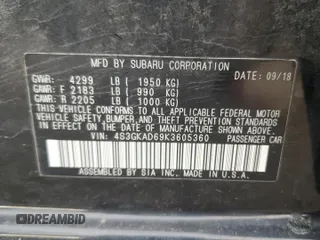 MFD BY SUBARU CORPORATION
GVWR: 4299 LB ( 1950 KG) DATE: 09/18
GAWR: F 2183 LB ( 990 KG)
GAWR: R 2205 LB ( 1000 KG)
THIS VEHICLE CONFORMS TO ALL APPLICABLE FEDERAL MOTOR
VEHICLE SAFETY, BUMPER, AND THEFT PREVENTION STANDARDS
IN EFFECT ON THE DATE OF MANUFACTURE SHOWN ABOVE.
VIN: 4S3GKAD69K3605360 PASSENGER CAR
ASSEMBLED BY SIA INC. MADE IN U.S.A.
DREAMBID